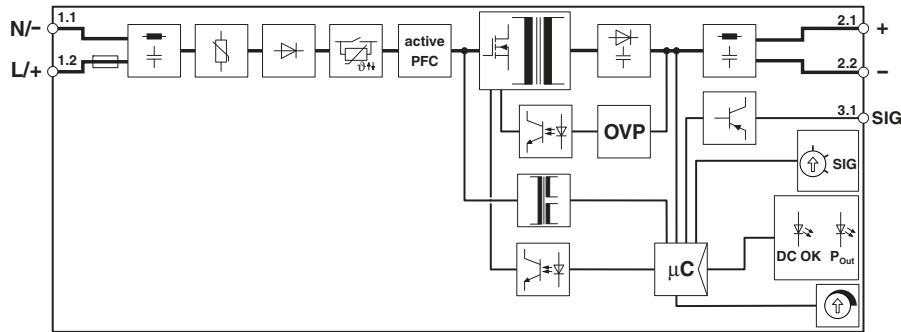 N/–
1.1
L/+
1.2
ϑ
active
PFC
2.1
+
2.2
–
3.1
SIG
OVP
SIG
µC
DC OK
POut